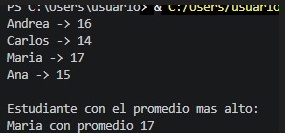 PS C:\Users\usuario> & C:/Users/usuario
Andrea -> 16
Carlos -> 14
Maria -> 17
Ana -> 15
Estudiante con el promedio mas alto:
Maria con promedio 17